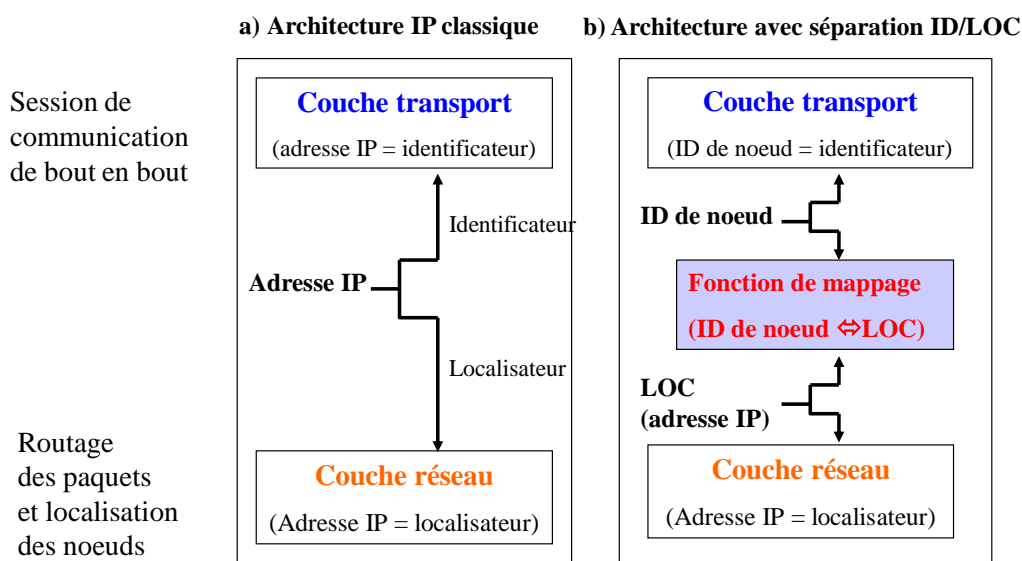 a) Architecture IP classique
b) Architecture avec séparation ID/LOC
Session de
communication
de bout en bout
Couche transport
(adresse IP = identificateur)
Identificateur
Adresse IP
Localisateur
Routage
des paquets
et localisation
des noeuds
Couche réseau
(Adresse IP = localisateur)
Couche transport
(ID de noeud = identificateur)
ID de noeud
Fonction de mappage
(ID de noeud ⇔LOC)
LOC
(adresse IP)
Couche réseau
(Adresse IP = localisateur)